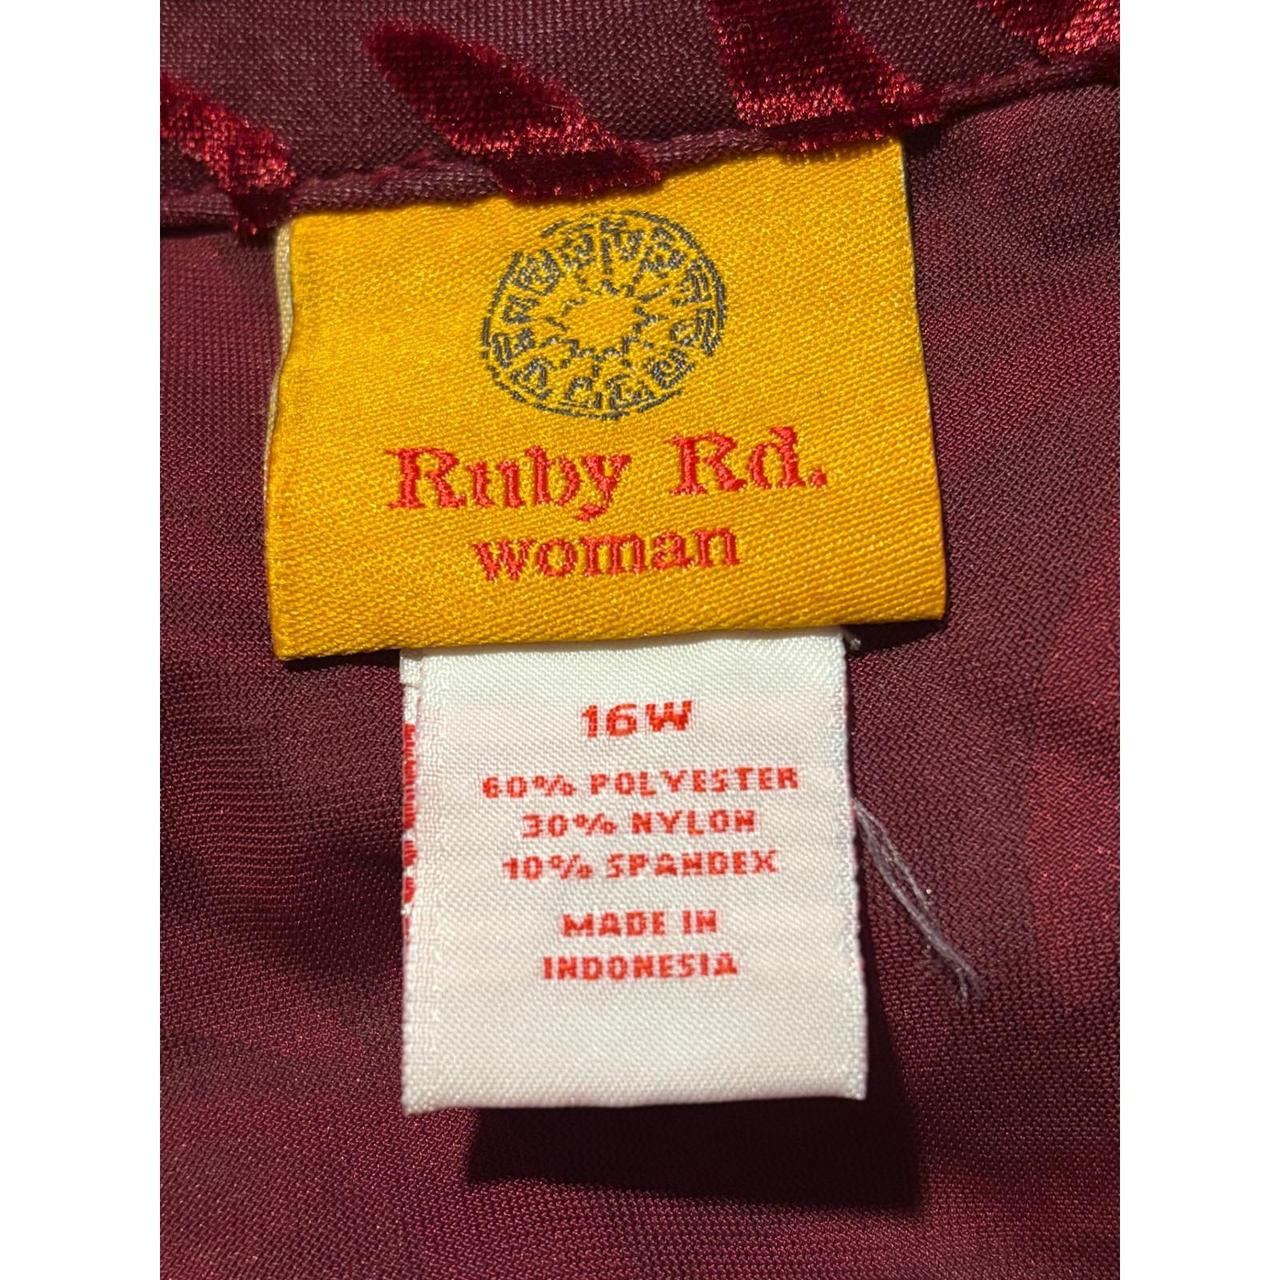 Ruby Rd.
woman
16W
60% POLYESTER
30% NYLON
10% SPANDEX
MADE IN
INDONESIA